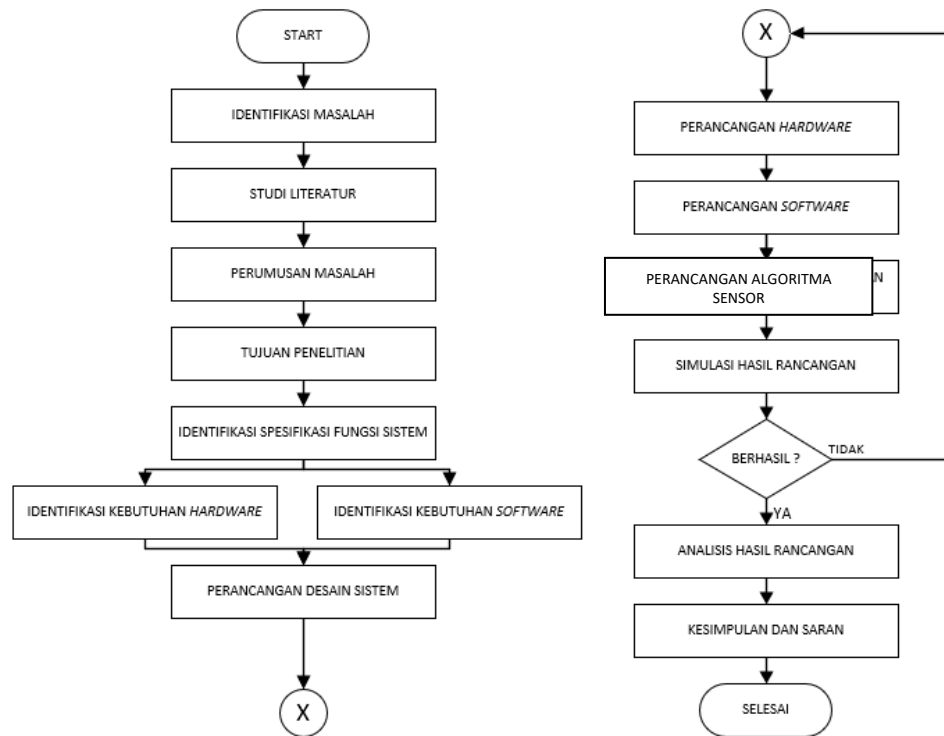 START
IDENTIFIKASI MASALAH
STUDI LITERATUR
PERUMUSAN MASALAH
TUJUAN PENELITIAN
IDENTIFIKASI SPESIFIKASI FUNGSI SISTEM
IDENTIFIKASI KEBUTUHAN HARDWARE
IDENTIFIKASI KEBUTUHAN SOFTWARE
PERANCANGAN DESAIN SISTEM
X
X
PERANCANGAN HARDWARE
PERANCANGAN SOFTWARE
PERANCANGAN ALGORITMA
SENSOR
SIMULASI HASIL RANCANGAN
BERHASIL ?
TIDAK
YA
ANALISIS HASIL RANCANGAN
KESIMPULAN DAN SARAN
SELESAI